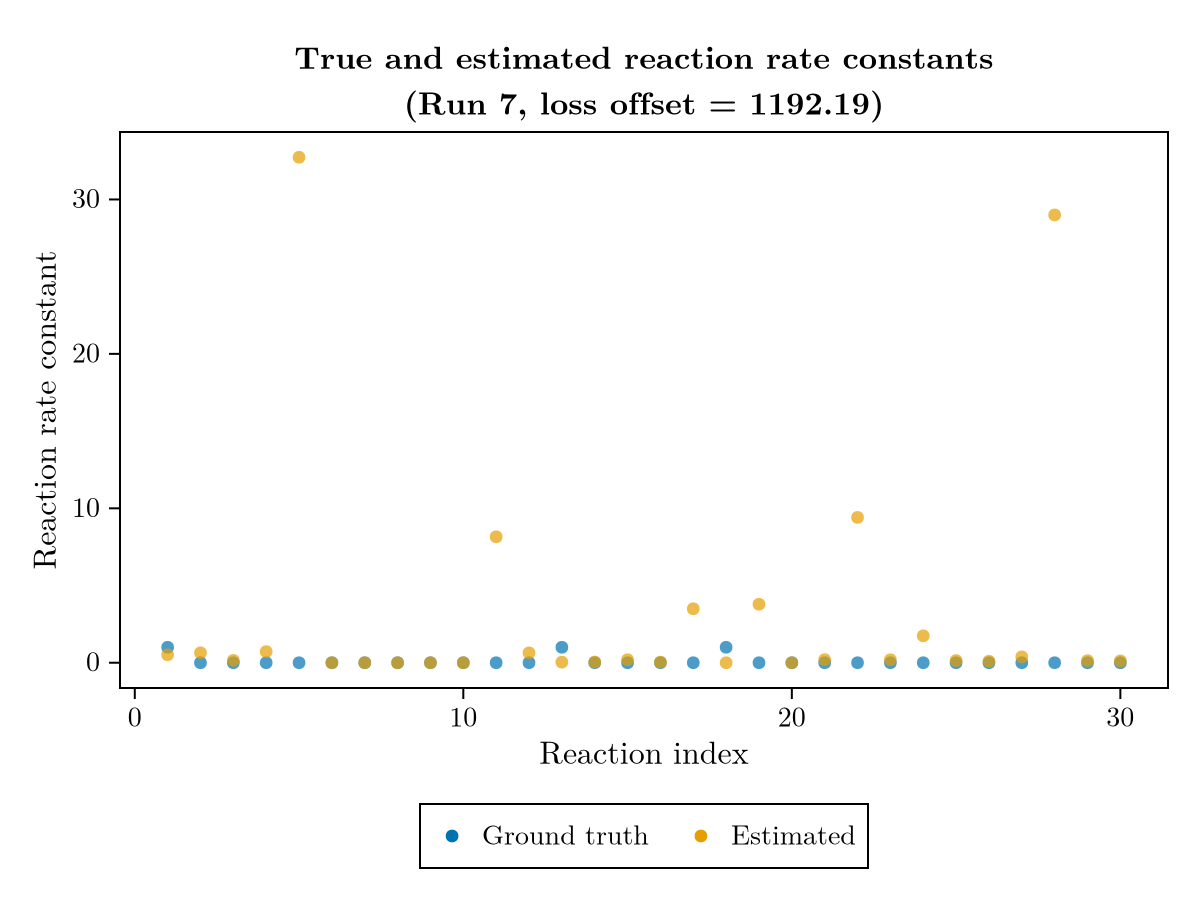 True and estimated reaction rate constants
(Run 7, loss offset = 1192.19)
Reaction rate constant
30
20
10
0
0 10 20 30
Reaction index
Ground truth Estimated